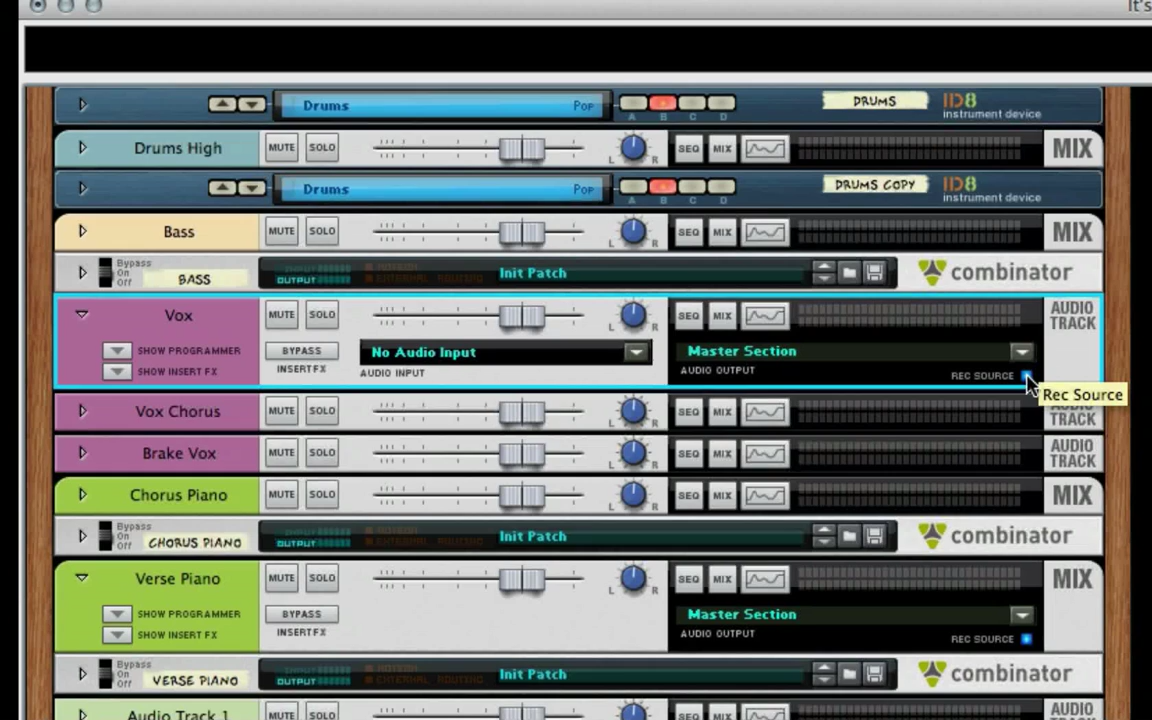 It's
Drums Pop A B C D DRUMS ID8 instrument device
Drums High MUTE SOLO L R SEQ MIX MIX
Drums Pop A B C D DRUMS COPY ID8 instrument device
Bass MUTE SOLO L R SEQ MIX MIX
Bypass On Off BASS OUTPUT Init Patch combinator
Vox MUTE SOLO L R SEQ MIX AUDIO TRACK
SHOW PROGRAMMER BYPASS No Audio Input Master Section
SHOW INSERT FX INSERT FX AUDIO INPUT AUDIO OUTPUT REC SOURCE
Rec Source
Vox Chorus MUTE SOLO L R SEQ MIX AUDIO TRACK
Brake Vox MUTE SOLO L R SEQ MIX AUDIO TRACK
Chorus Piano MUTE SOLO L R SEQ MIX MIX
Bypass On Off CHORUS PIANO OUTPUT Init Patch combinator
Verse Piano MUTE SOLO L R SEQ MIX MIX
SHOW PROGRAMMER BYPASS Master Section
SHOW INSERT FX INSERT FX AUDIO OUTPUT REC SOURCE
Bypass On Off VERSE PIANO OUTPUT Init Patch combinator
Audio Track 1 MUTE SOLO SEQ MIX AUDIO